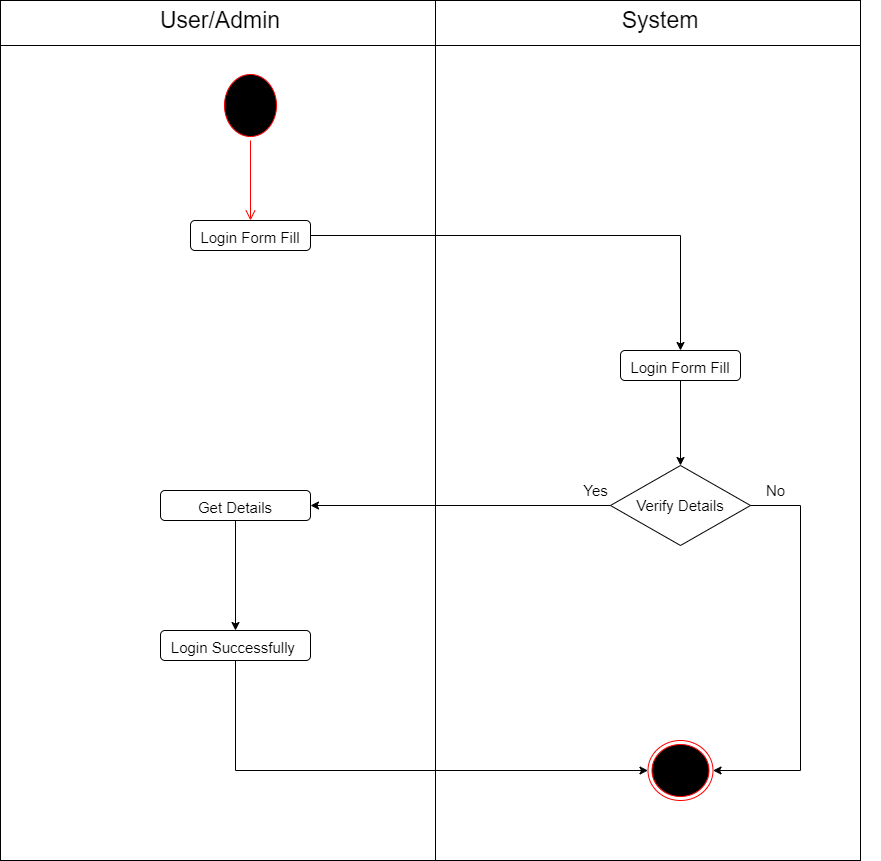 User/Admin
System
Login Form Fill
Login Form Fill
Yes
No
Verify Details
Get Details
Login Successfully